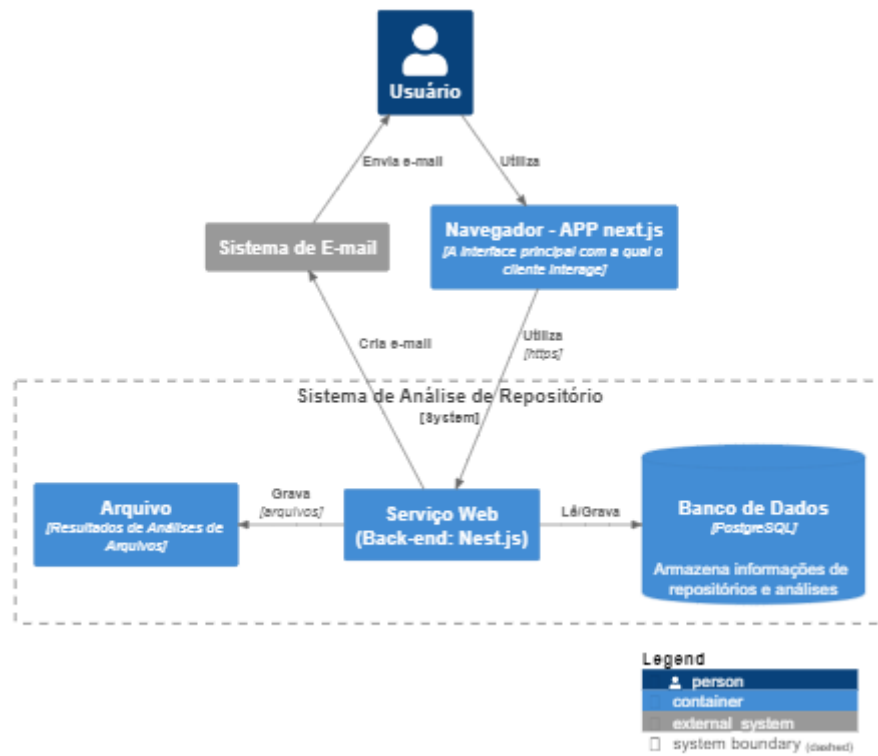 Usuário
Envia e-mail
Utiliza
Sistema de E-mail
Navegador - APP next.js
[A interface principal com a qual o
cliente interage]
Cria e-mail
Utiliza
[https]
Sistema de Análise de Repositório
[System]
Arquivo
[Resultados de Análises de
Arquivos]
Grava
[arquivos]
Serviço Web
(Back-end: Nest.js)
Lê/Grava
Banco de Dados
[PostgreSQL]
Armazena informações de
repositórios e análises
Legend
person
container
external_system
system boundary (dashed)